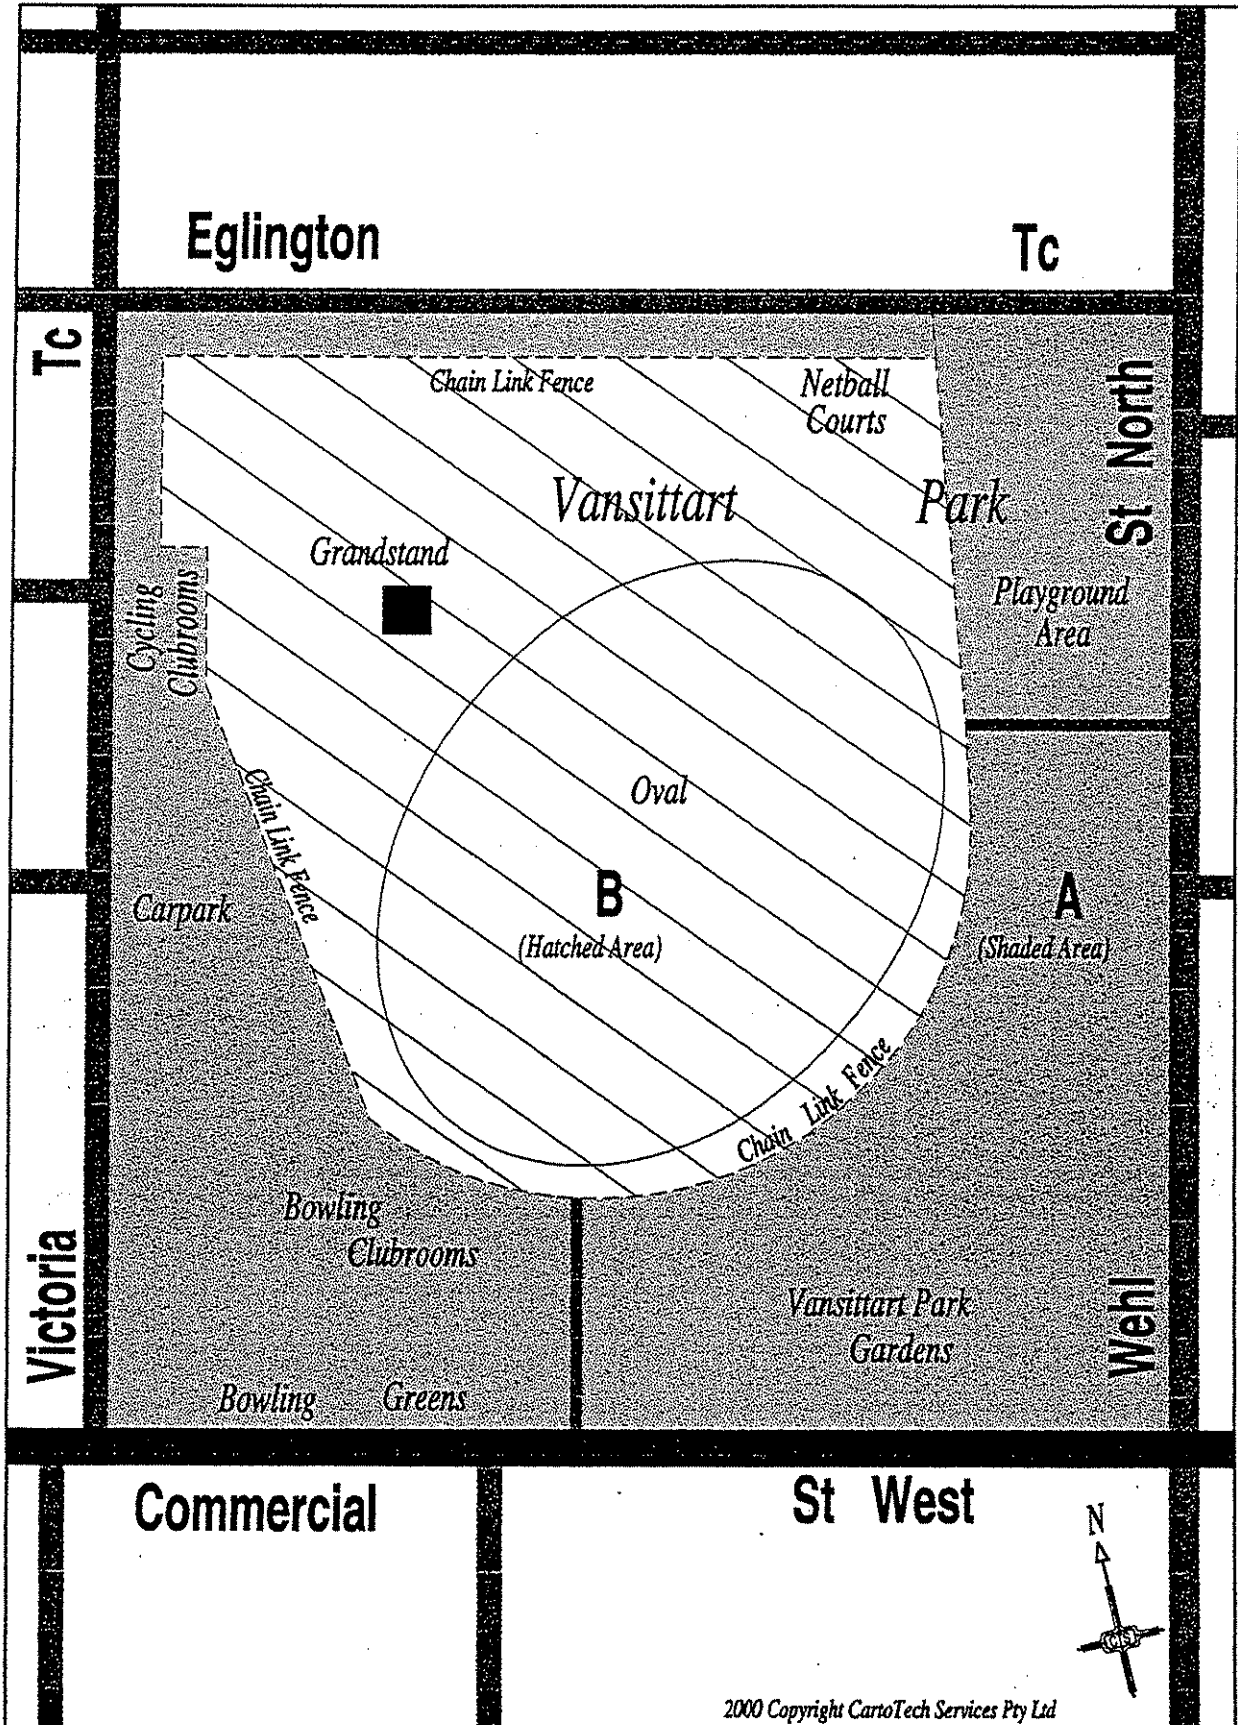 Eglington Tc
Tc
Chain Link Fence
Netball
Courts
St North
Vansittart Park
Grandstand
Playground
Area
Cycling
Clubrooms
Oval
Chain Link Fence
B
(Hatched Area)
A
(Shaded Area)
Carpark
Chain Link Fence
Bowling
Clubrooms
Victoria
Vansittart Park
Gardens
Wehl
Bowling Greens
Commercial St West
N
CTS
2000 Copyright CartoTech Services Pty Ltd